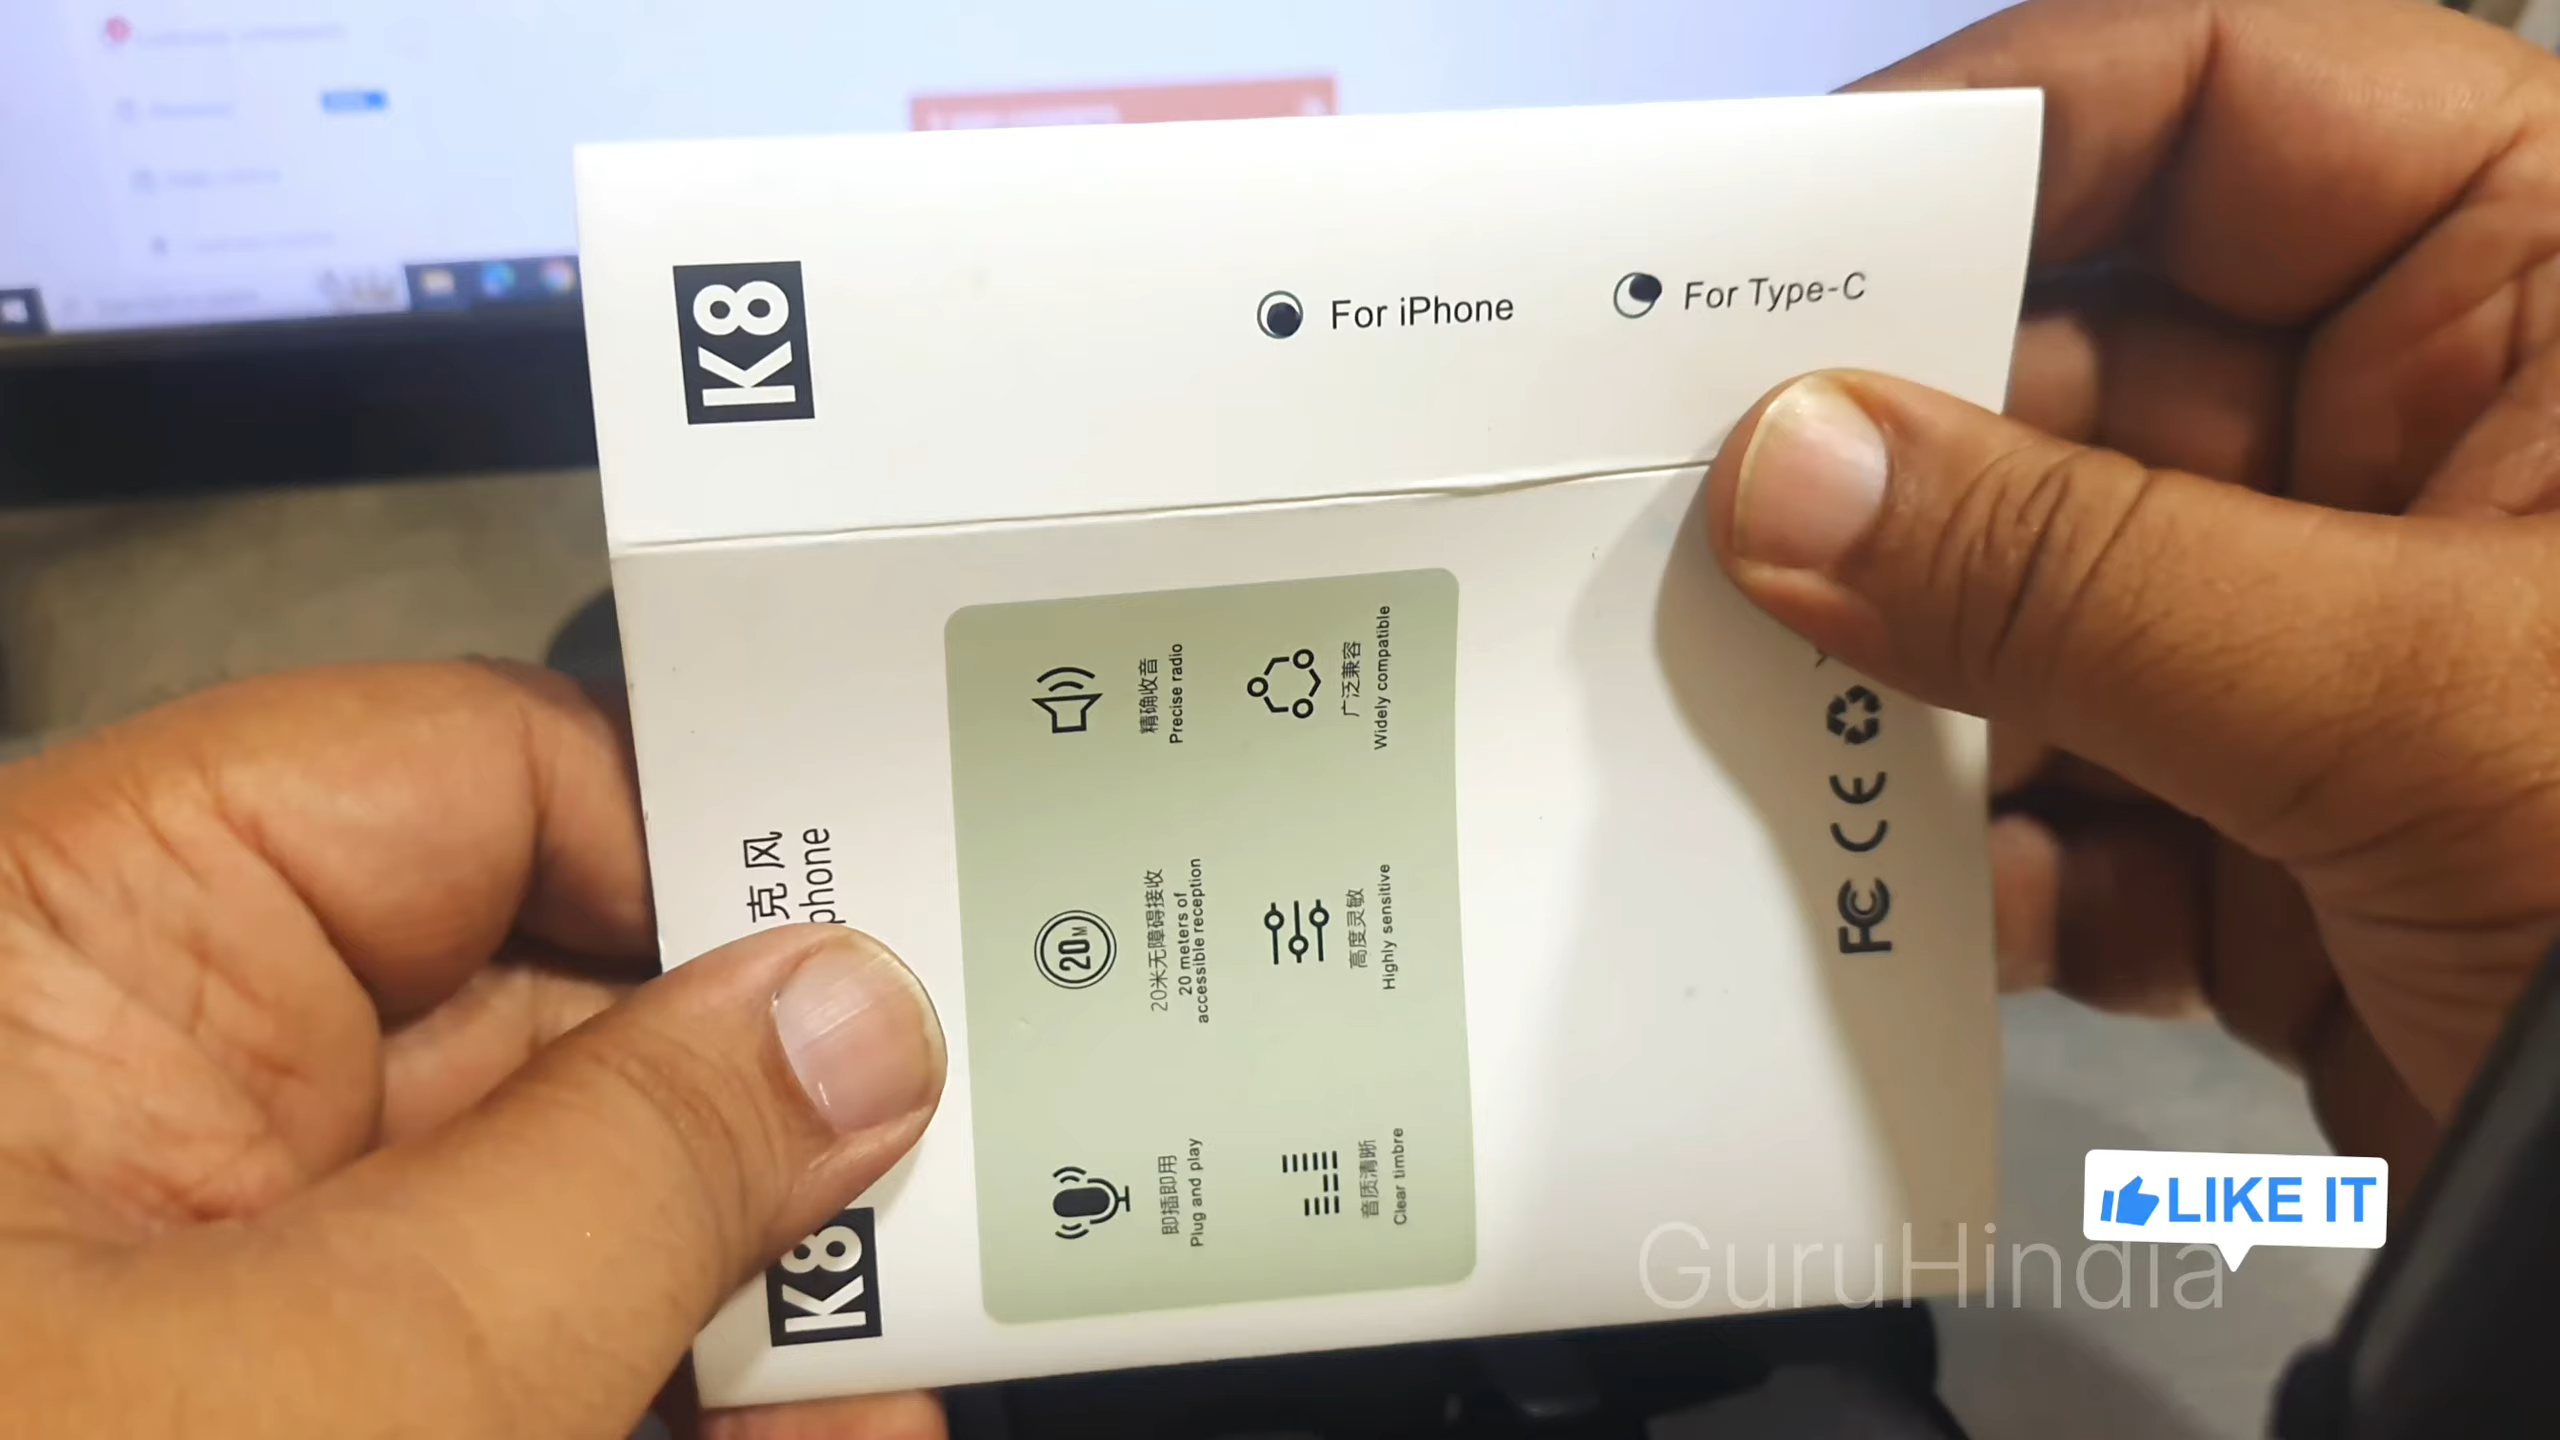 K8
For iPhone
For Type-C
K8
克风
phone
即插即用
Plug and play
20M
20米无障碍接收
20 meters of
accessible reception
精确收音
Precise radio
音质清晰
Clear timbre
高度灵敏
Highly sensitive
广泛兼容
Widely compatible
FC CE
LIKE IT
GuruHindia